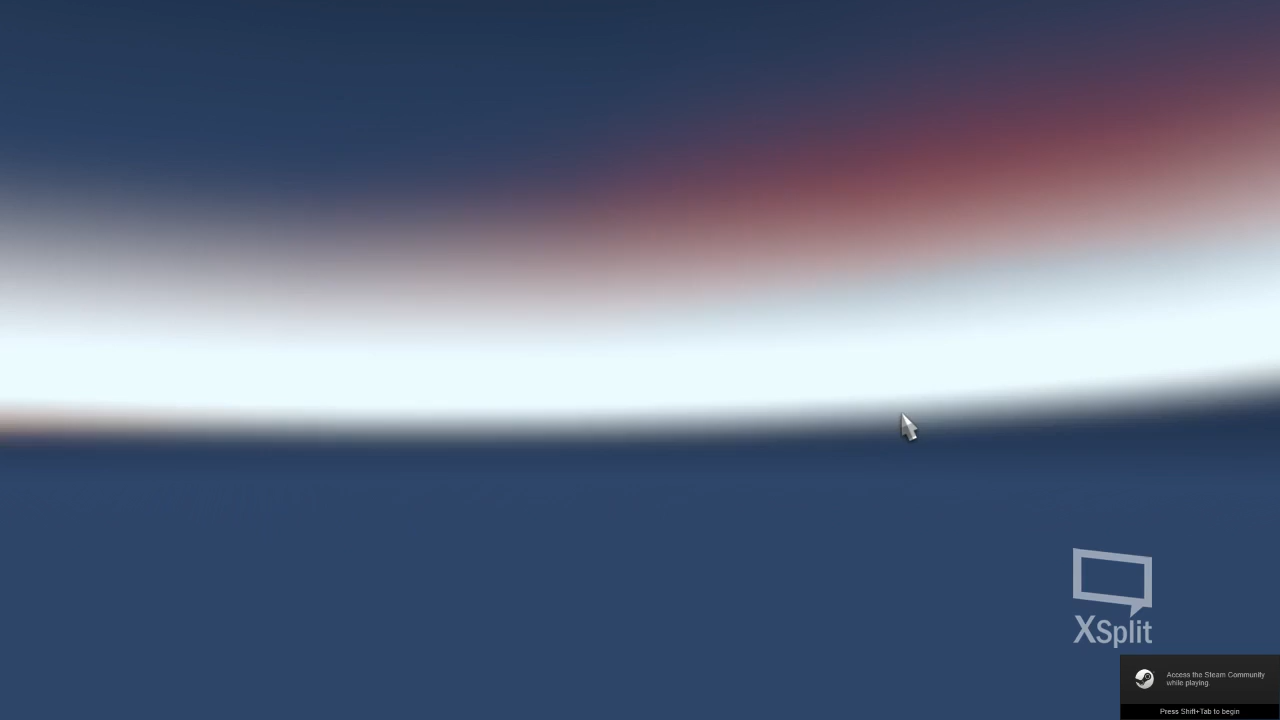 XSplit
Access the Steam Community
while playing
Press Shift+Tab to begin